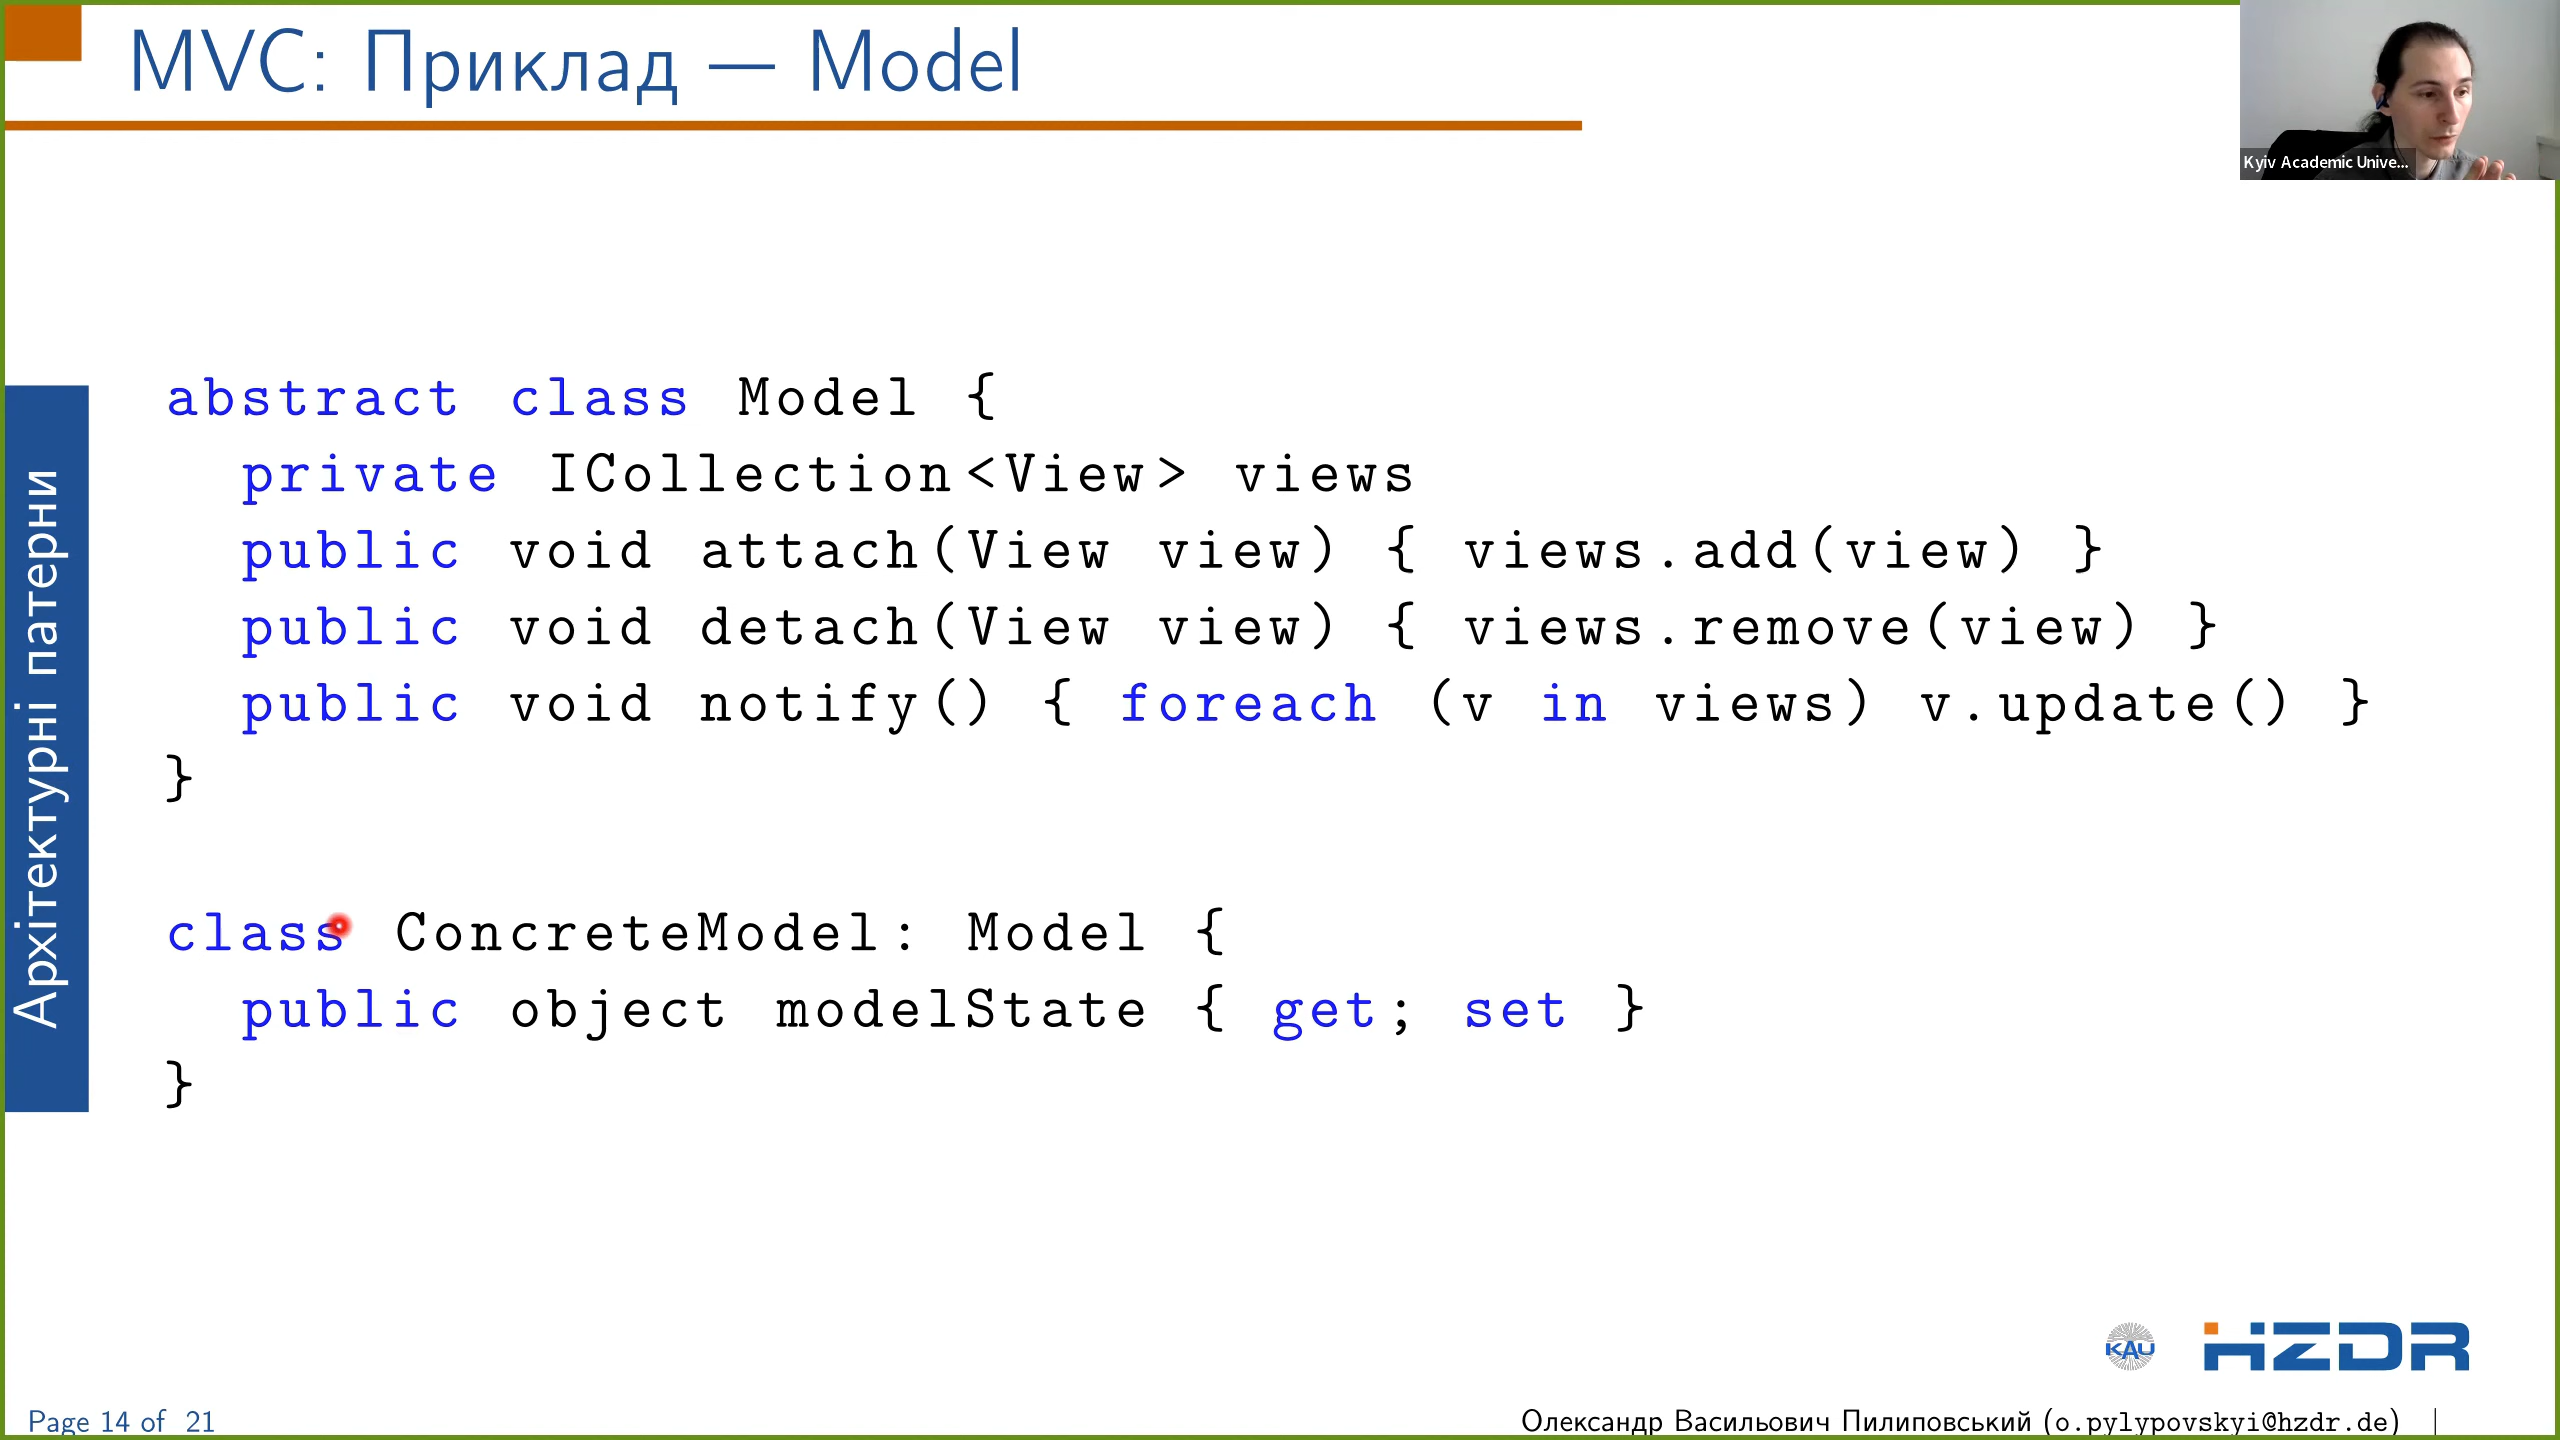 MVC: Приклад — Model
Kyiv Academic Unive...
Архітектурні патерни
abstract class Model {
  private ICollection<View> views
  public void attach(View view) { views.add(view) }
  public void detach(View view) { views.remove(view) }
  public void notify() { foreach (v in views) v.update() }
}
class ConcreteModel: Model {
  public object modelState { get; set }
}
KAU
HZDR
Page 14 of 21
Олександр Васильович Пилиповський (o.pylypovskyi@hzdr.de) |